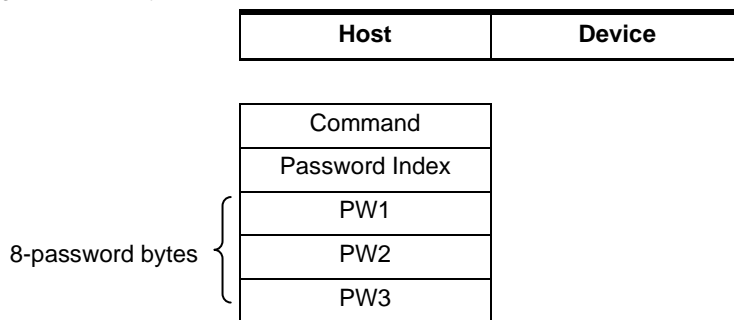 Host Device
Command
Password Index
PW1
8-password bytes PW2
PW3